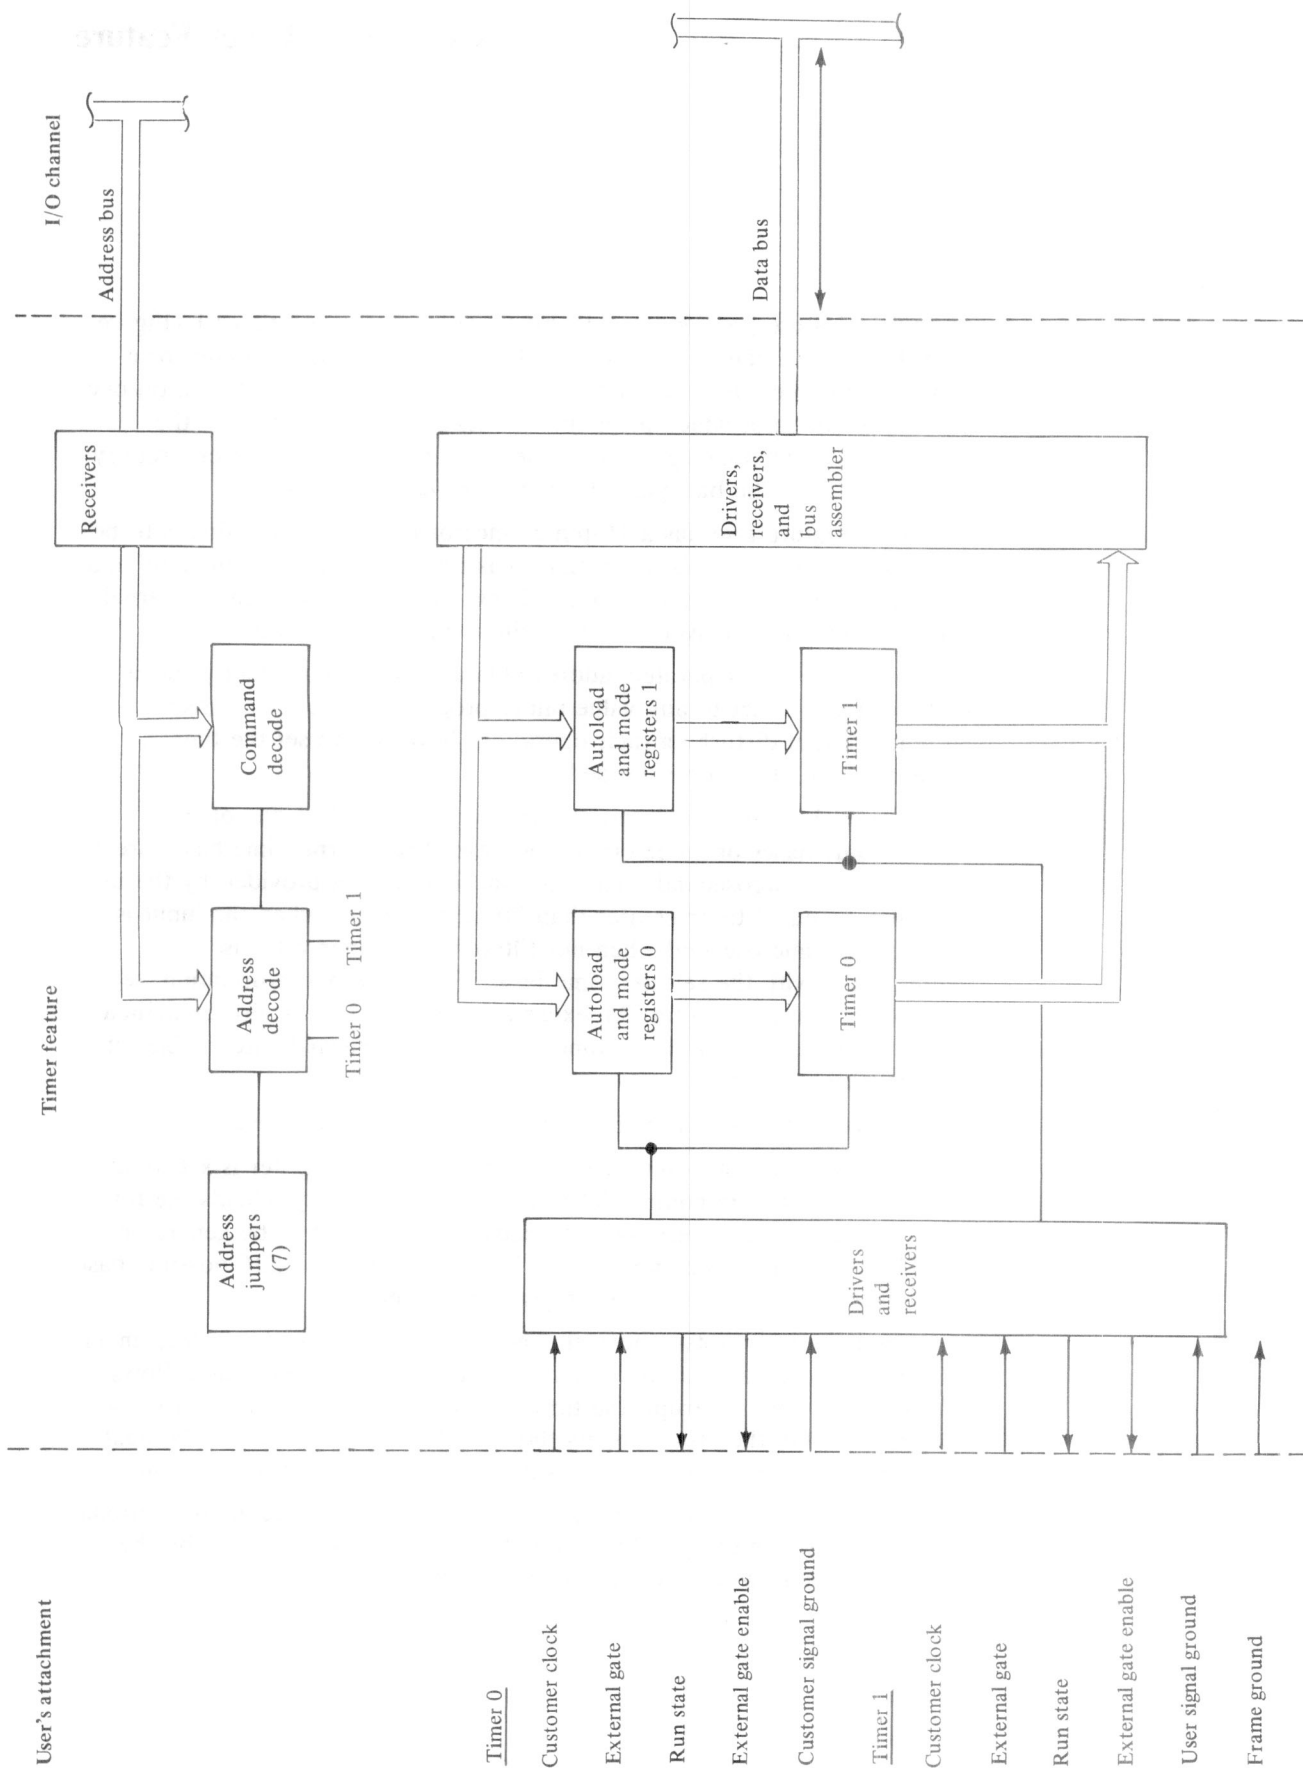 User's attachment
Timer feature
I/O channel
Address bus
Receivers
Command
decode
Address
decode
Timer 0
Timer 1
Address
jumpers
(7)
Data bus
Drivers,
receivers,
and
bus
assembler
Autoload
and mode
registers 0
Autoload
and mode
registers 1
Timer 0
Timer 1
Drivers
and
receivers
Timer 0
Customer clock
External gate
Run state
External gate enable
Customer signal ground
Timer 1
Customer clock
External gate
Run state
External gate enable
User signal ground
Frame ground